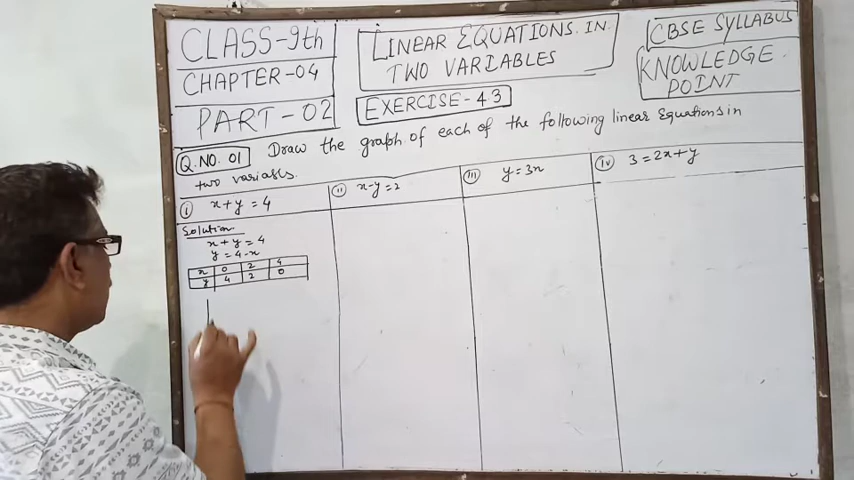 CLASS-9th
CHAPTER-04
PART-02
LINEAR EQUATIONS IN
TWO VARIABLES
EXERCISE-4.3
CBSE SYLLABUS
KNOWLEDGE
POINT
Q.NO. 01 Draw the graph of each of the following linear Equations in
two variables.
(i) x+y=4
(ii) x-y=2
(iii) y=3x
(iv) 3=2x+y
Solution
x+y=4
y=4-x
x 0 2 4
y 4 2 0